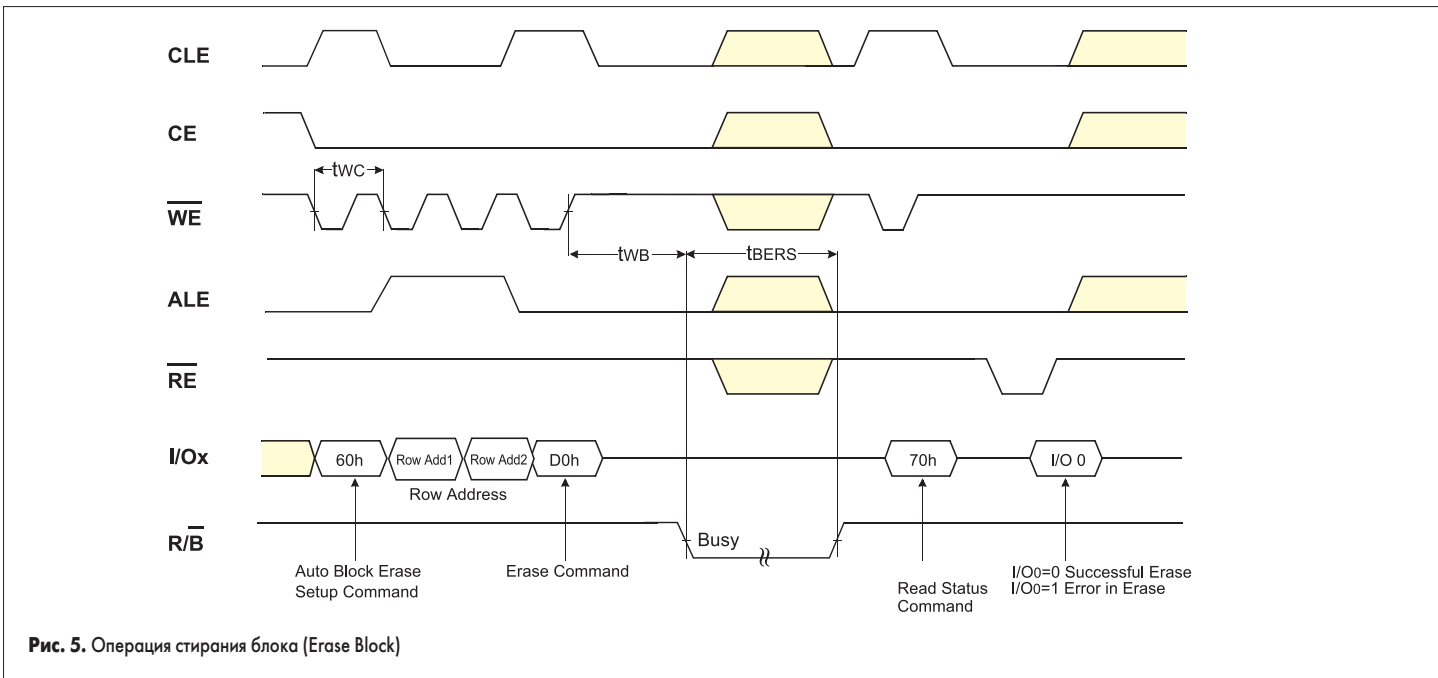 CLE
CE
tWC
WE
tWB
tBERS
ALE
RE
I/Ox
60h
Row Add1
Row Add2
D0h
70h
I/O 0
Row Address
R/B
Busy
Auto Block Erase
Setup Command
Erase Command
Read Status
Command
I/O0=0 Successful Erase
I/O0=1 Error in Erase
Рис. 5. Операция стирания блока (Erase Block)